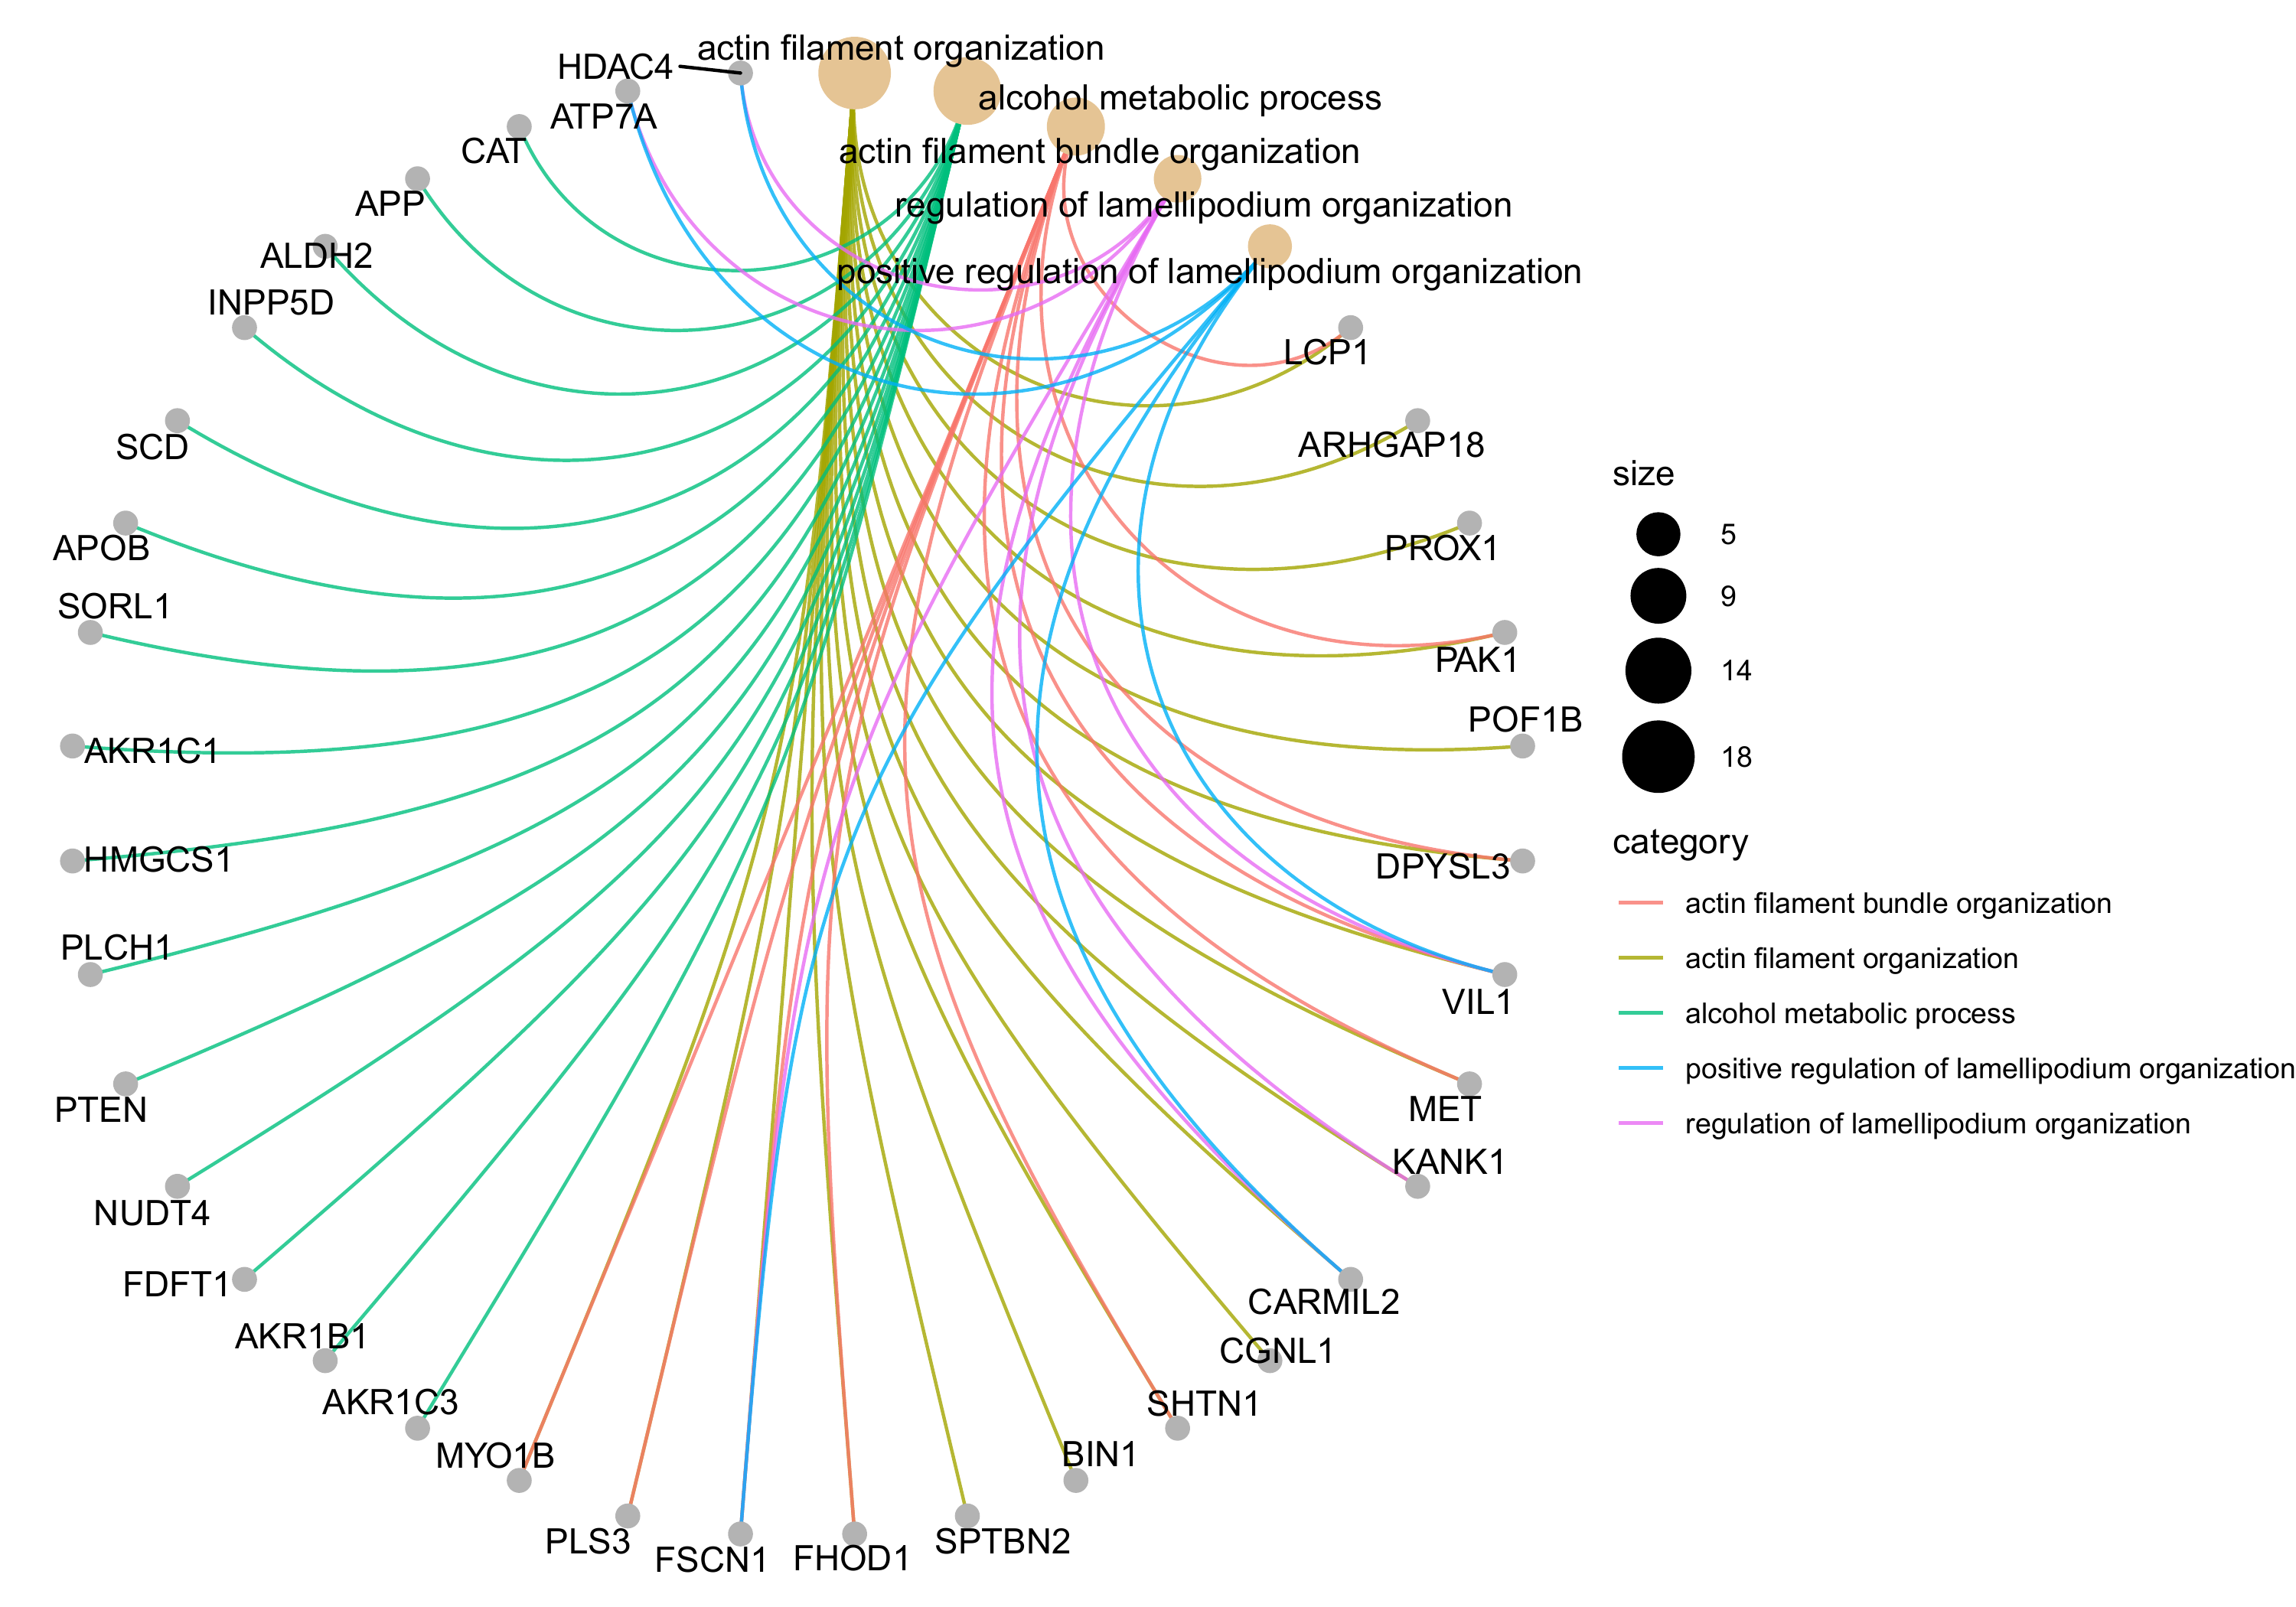 actin filament organization
HDAC4
alcohol metabolic process
ATP7A
CAT
actin filament bundle organization
APP
regulation of lamellipodium organization
ALDH2
positive regulation of lamellipodium organization
INPP5D
LCP1
SCD
ARHGAP18
APOB
PROX1
SORL1
PAK1
POF1B
AKR1C1
HMGCS1
DPYSL3
PLCH1
VIL1
PTEN
MET
KANK1
NUDT4
FDFT1
CARMIL2
AKR1B1
CGNL1
AKR1C3
SHTN1
MYO1B
BIN1
PLS3
FSCN1
FHOD1
SPTBN2
size
5
9
14
18
category
actin filament bundle organization
actin filament organization
alcohol metabolic process
positive regulation of lamellipodium organization
regulation of lamellipodium organization